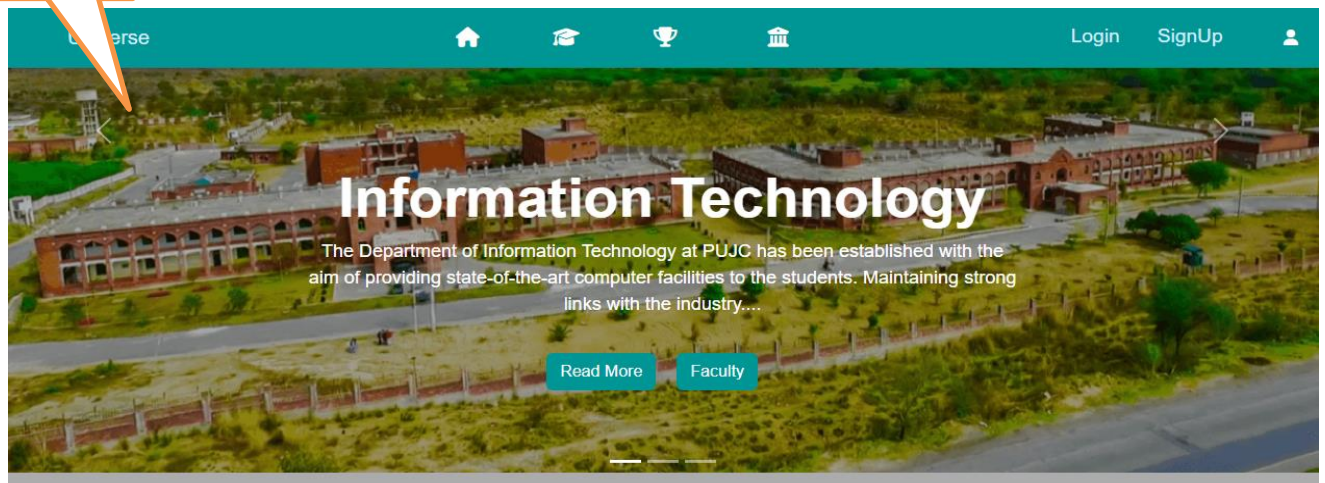 Login SignUp
Information Technology
The Department of Information Technology at PUJC has been established with the
aim of providing state-of-the-art computer facilities to the students. Maintaining strong
links with the industry....
Read More Faculty